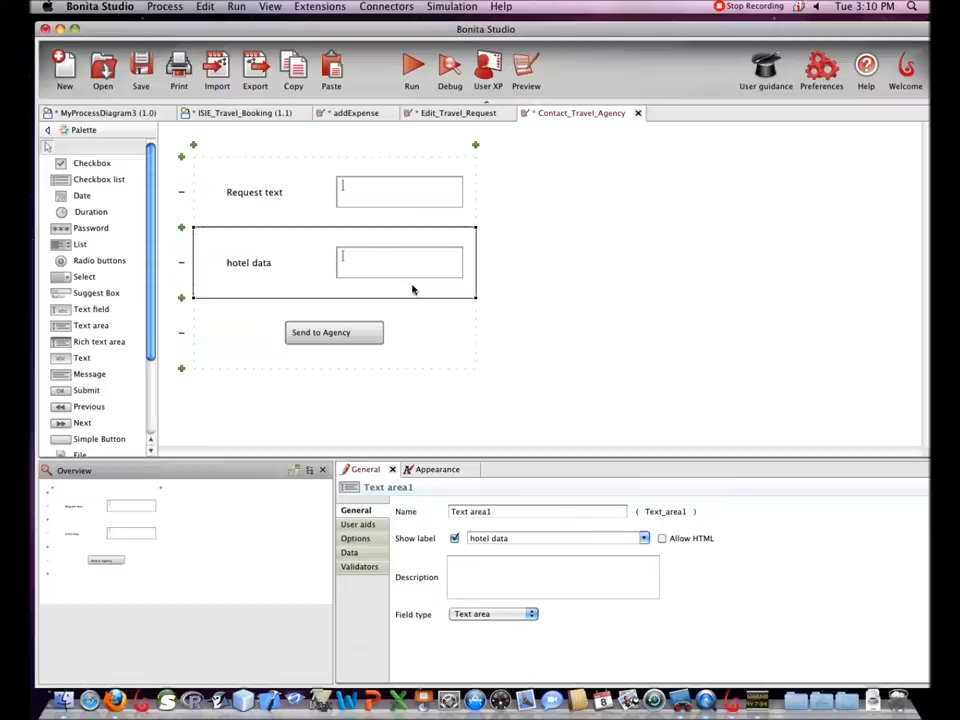 Bonita Studio Process Edit Run View Extensions Connectors Simulation Help Stop Recording Tue 3:10 PM
Bonita Studio
New Open Save Print Import Export Copy Paste Run Debug User XP Preview User guidance Preferences Help Welcome
* MyProcessDiagram3 (1.0) * ISIE_Travel_Booking (1.1) * addExpense * Edit_Travel_Request * Contact_Travel_Agency
Palette
Checkbox
Checkbox list
Date
Duration
Password
List
Radio buttons
Select
Suggest Box
Text field
Text area
Rich text area
Text
Message
Submit
Previous
Next
Simple Button
File
Request text
hotel data
Send to Agency
Overview
General Appearance
Text area1
General
User aids
Options
Data
Validators
Name Text area1 ( Text_area1 )
Show label hotel data Allow HTML
Description
Field type Text area